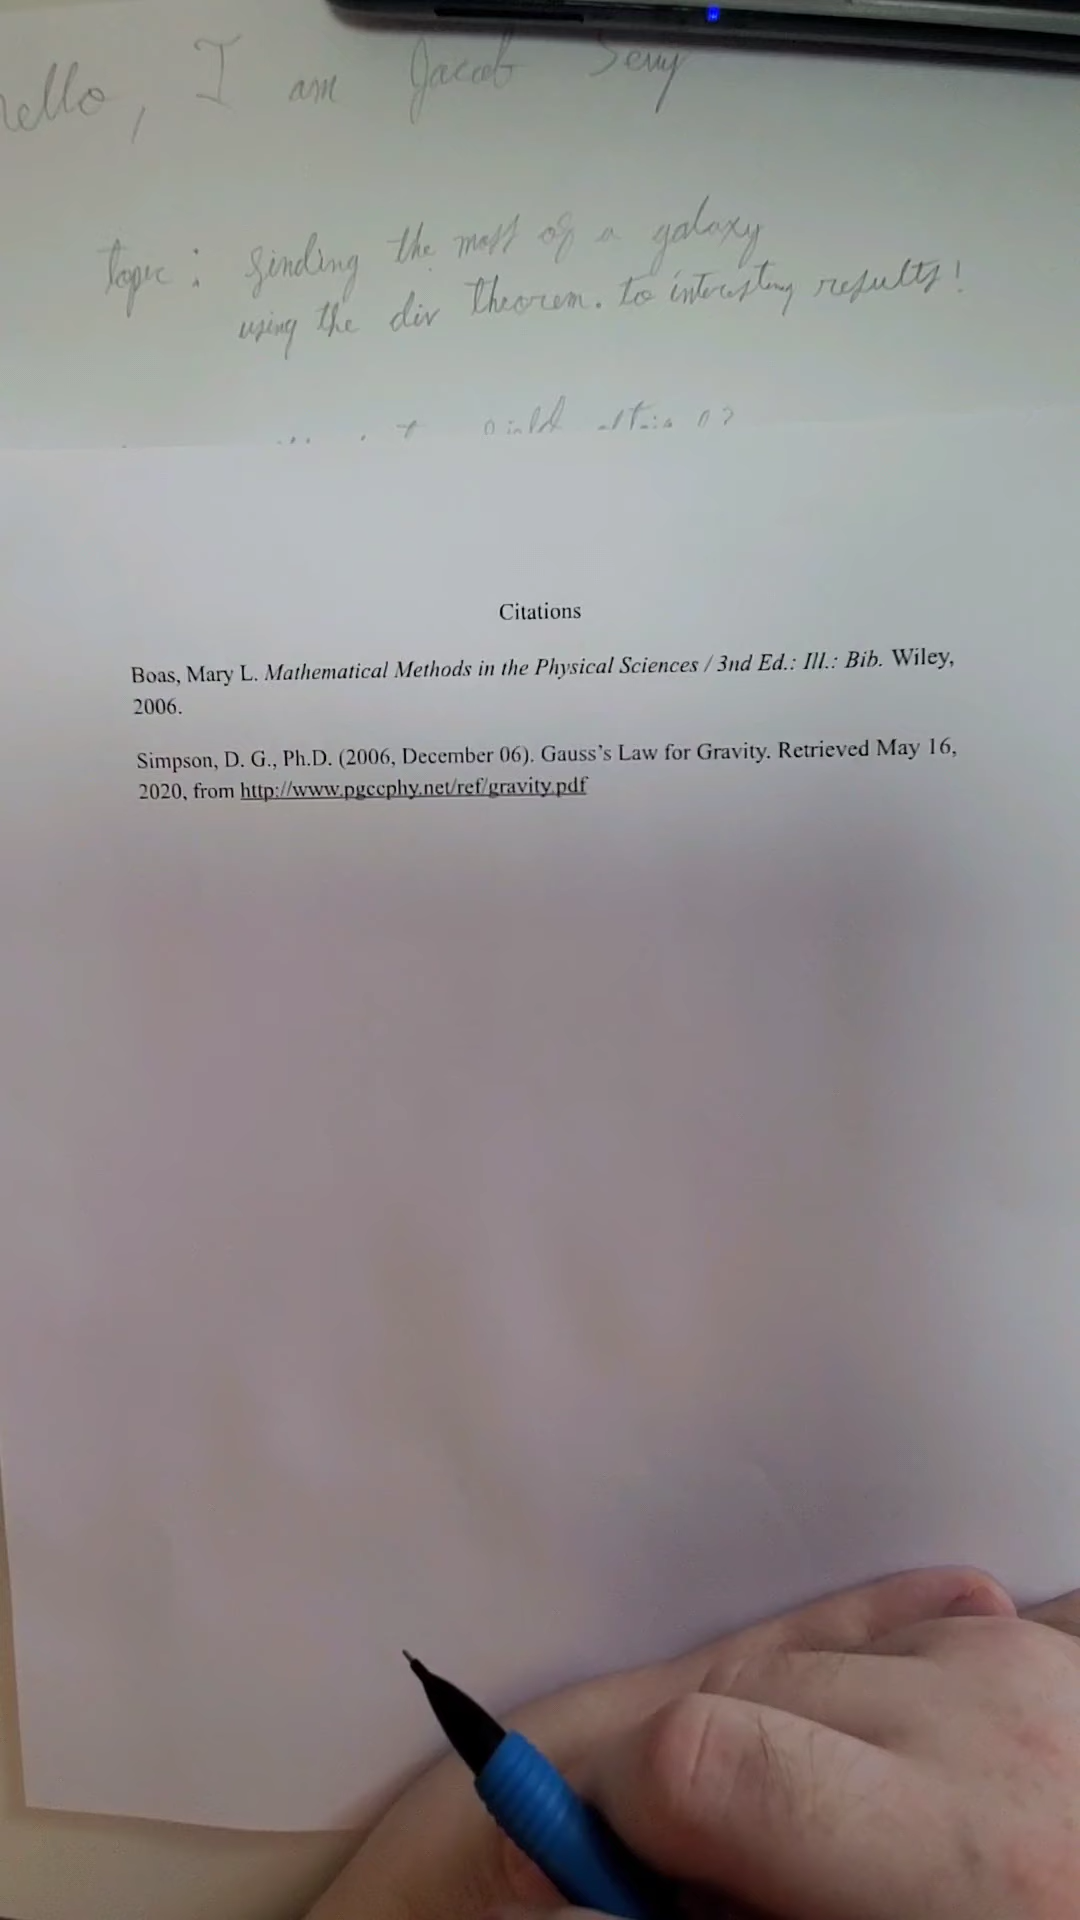 hello, I am Jacob
topic: finding the mass of a galaxy
using the div theorem. to interesting results!
Citations
Boas, Mary L. Mathematical Methods in the Physical Sciences / 3nd Ed.: Ill.: Bib. Wiley,
2006.
Simpson, D. G., Ph.D. (2006, December 06). Gauss's Law for Gravity. Retrieved May 16,
2020, from http://www.pgccphy.net/ref/gravity.pdf